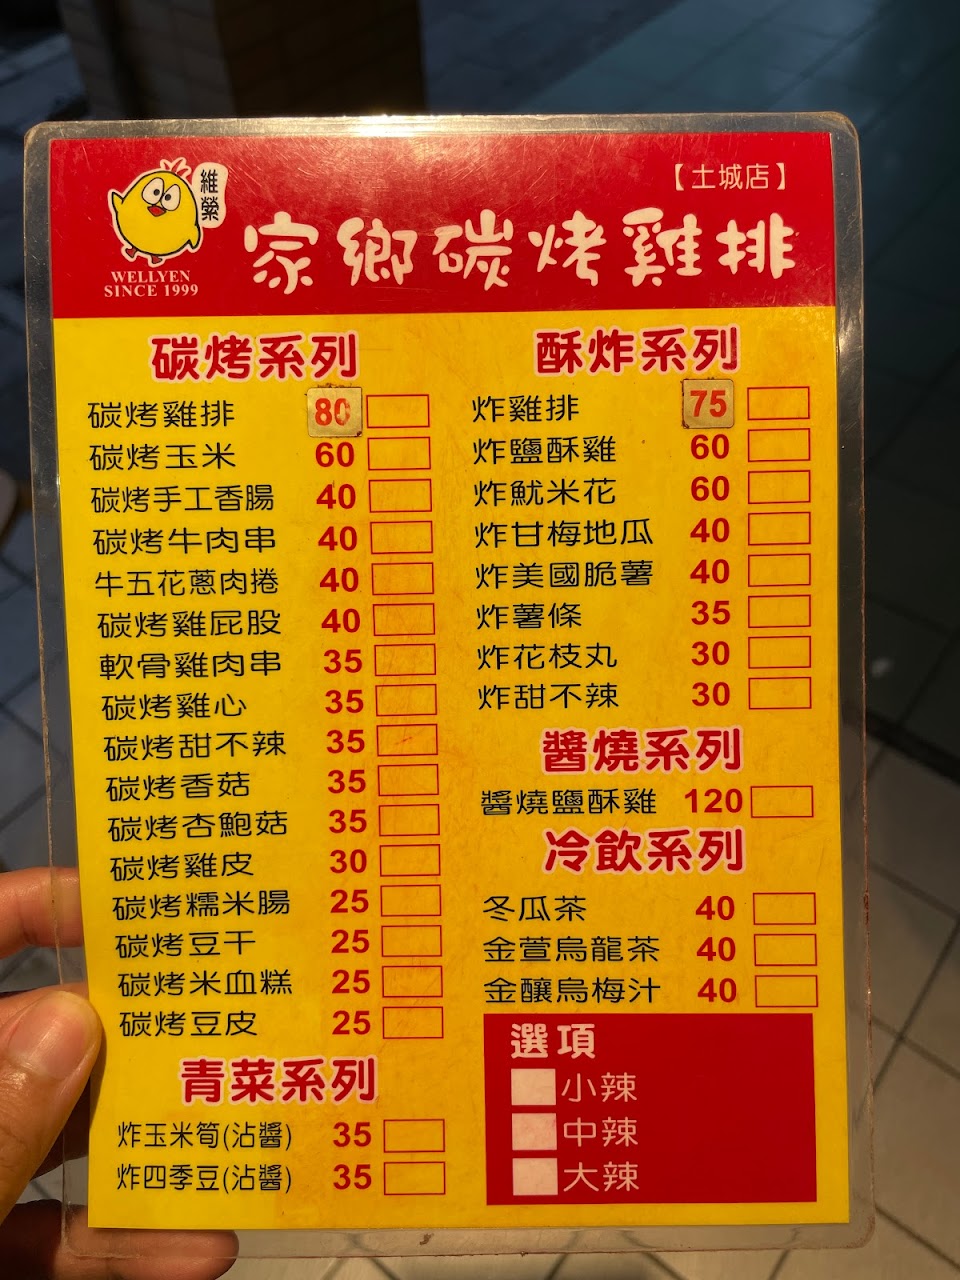 維縈
WELLYEN
SINCE 1999
【土城店】
家鄉碳烤雞排
碳烤系列
碳烤雞排 80
碳烤玉米 60
碳烤手工香腸 40
碳烤牛肉串 40
牛五花蔥肉捲 40
碳烤雞屁股 40
軟骨雞肉串 35
碳烤雞心 35
碳烤甜不辣 35
碳烤香菇 35
碳烤杏鮑菇 35
碳烤雞皮 30
碳烤糯米腸 25
碳烤豆干 25
碳烤米血糕 25
碳烤豆皮 25
青菜系列
炸玉米筍(沾醬) 35
炸四季豆(沾醬) 35
酥炸系列
炸雞排 75
炸鹽酥雞 60
炸魷米花 60
炸甘梅地瓜 40
炸美國脆薯 40
炸薯條 35
炸花枝丸 30
炸甜不辣 30
醬燒系列
醬燒鹽酥雞 120
冷飲系列
冬瓜茶 40
金萱烏龍茶 40
金釀烏梅汁 40
選項
小辣
中辣
大辣